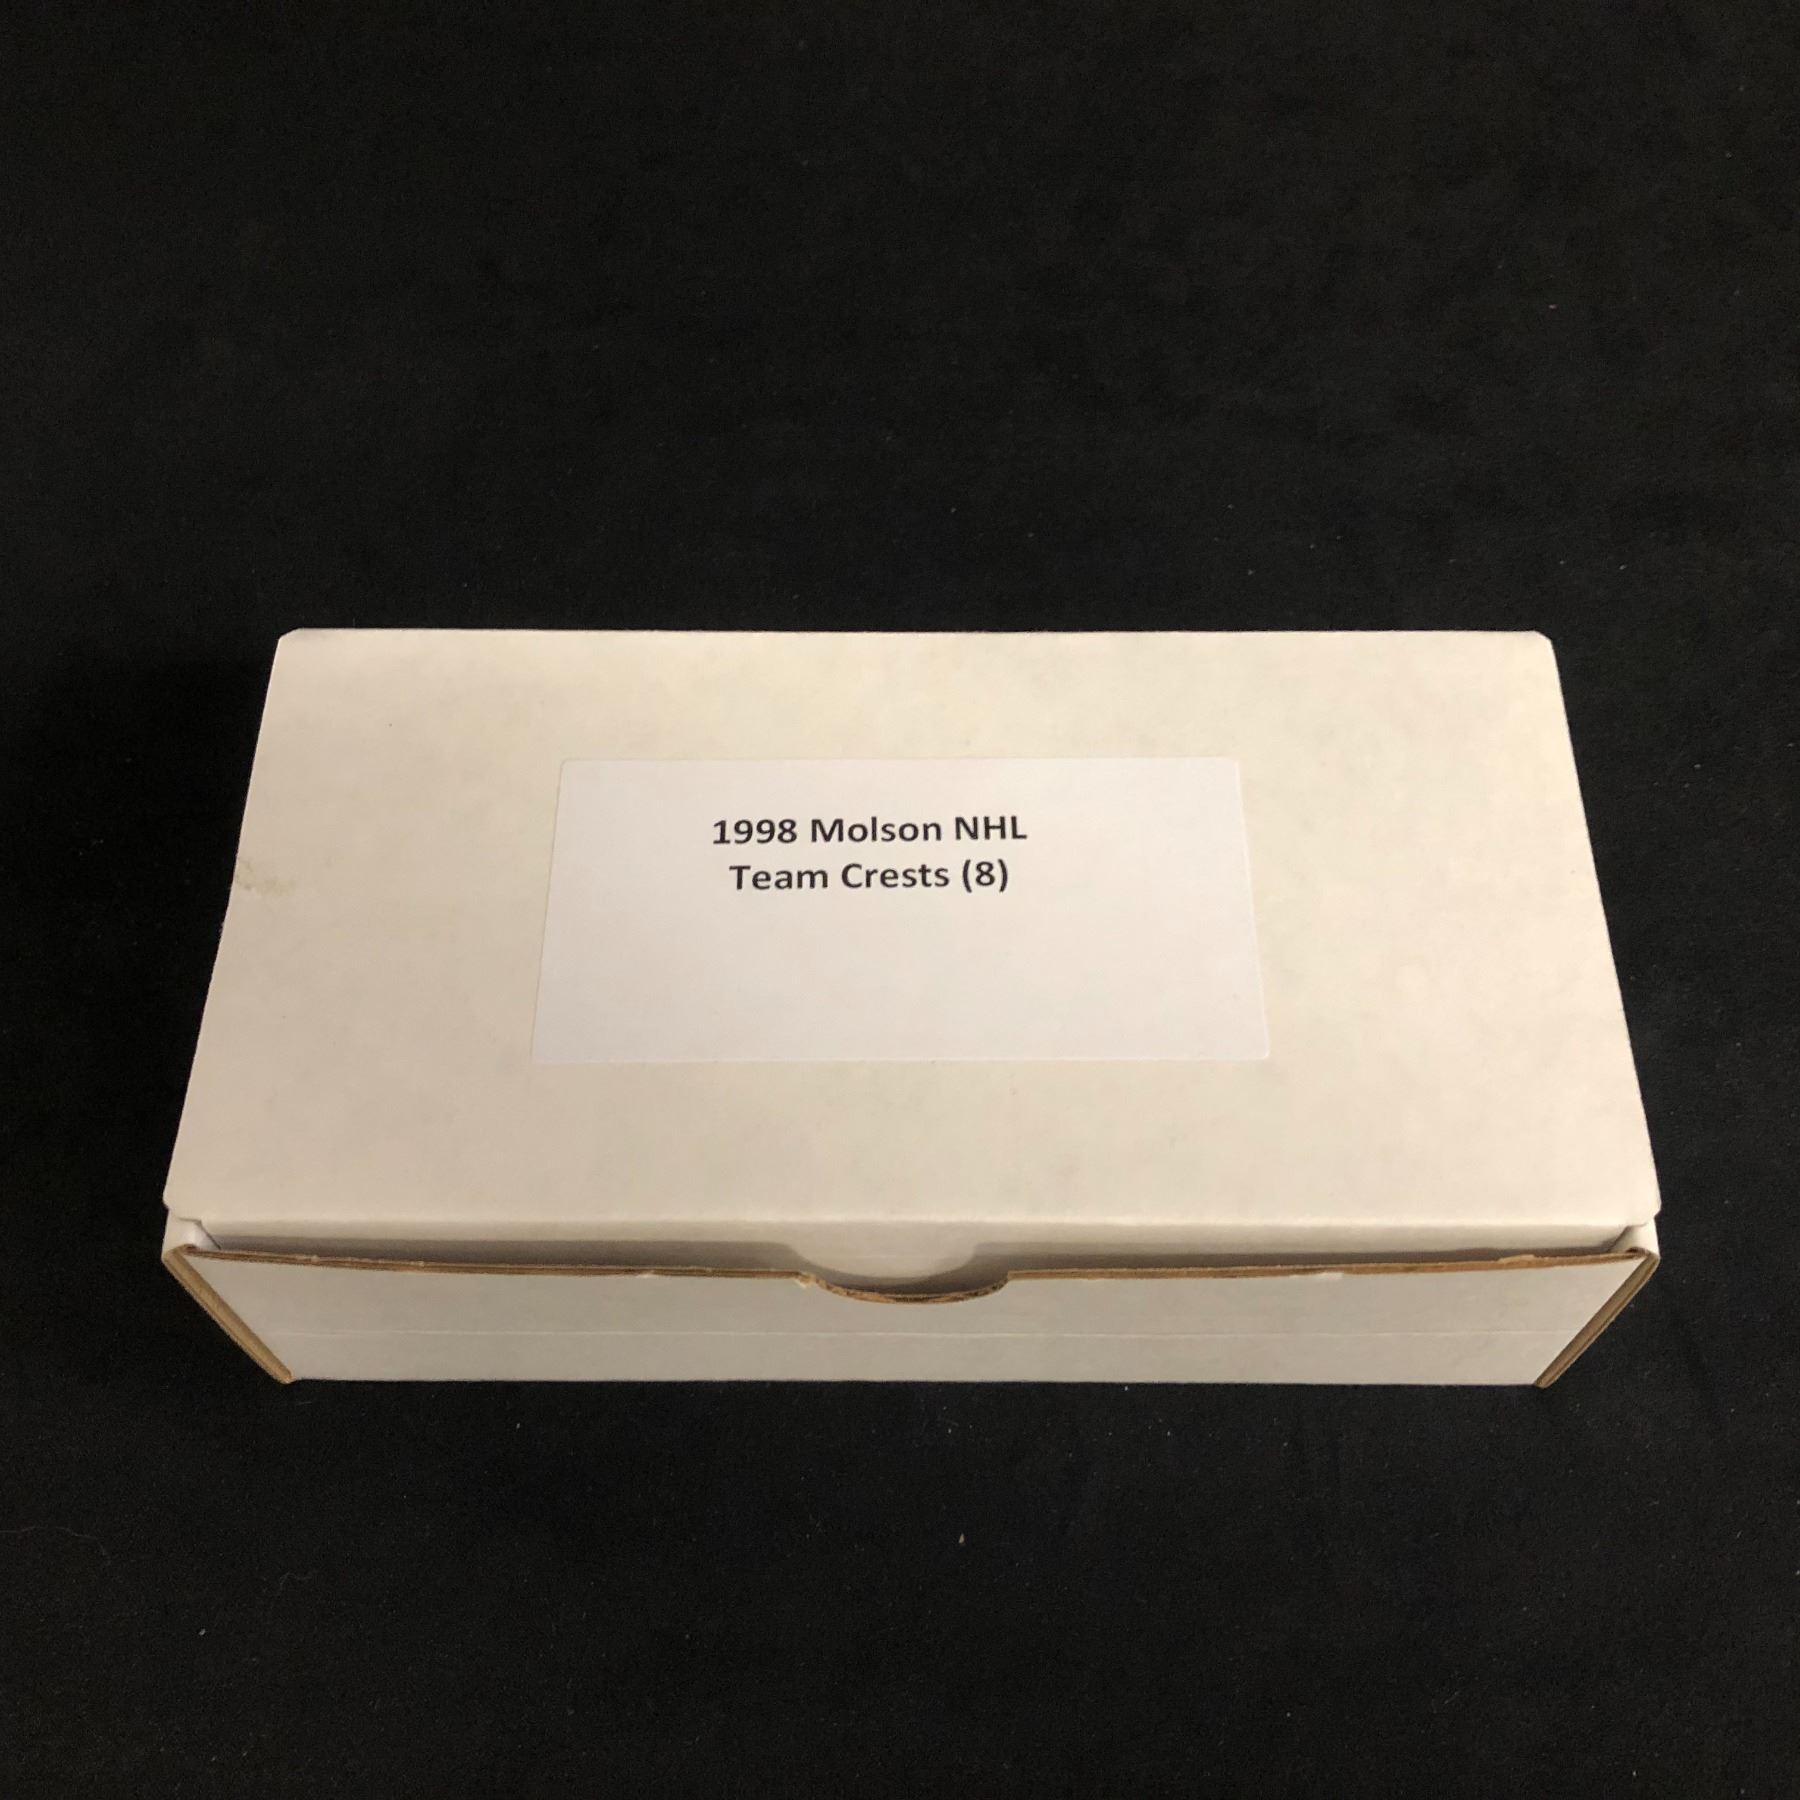 1998 Molson NHL
Team Crests (8)